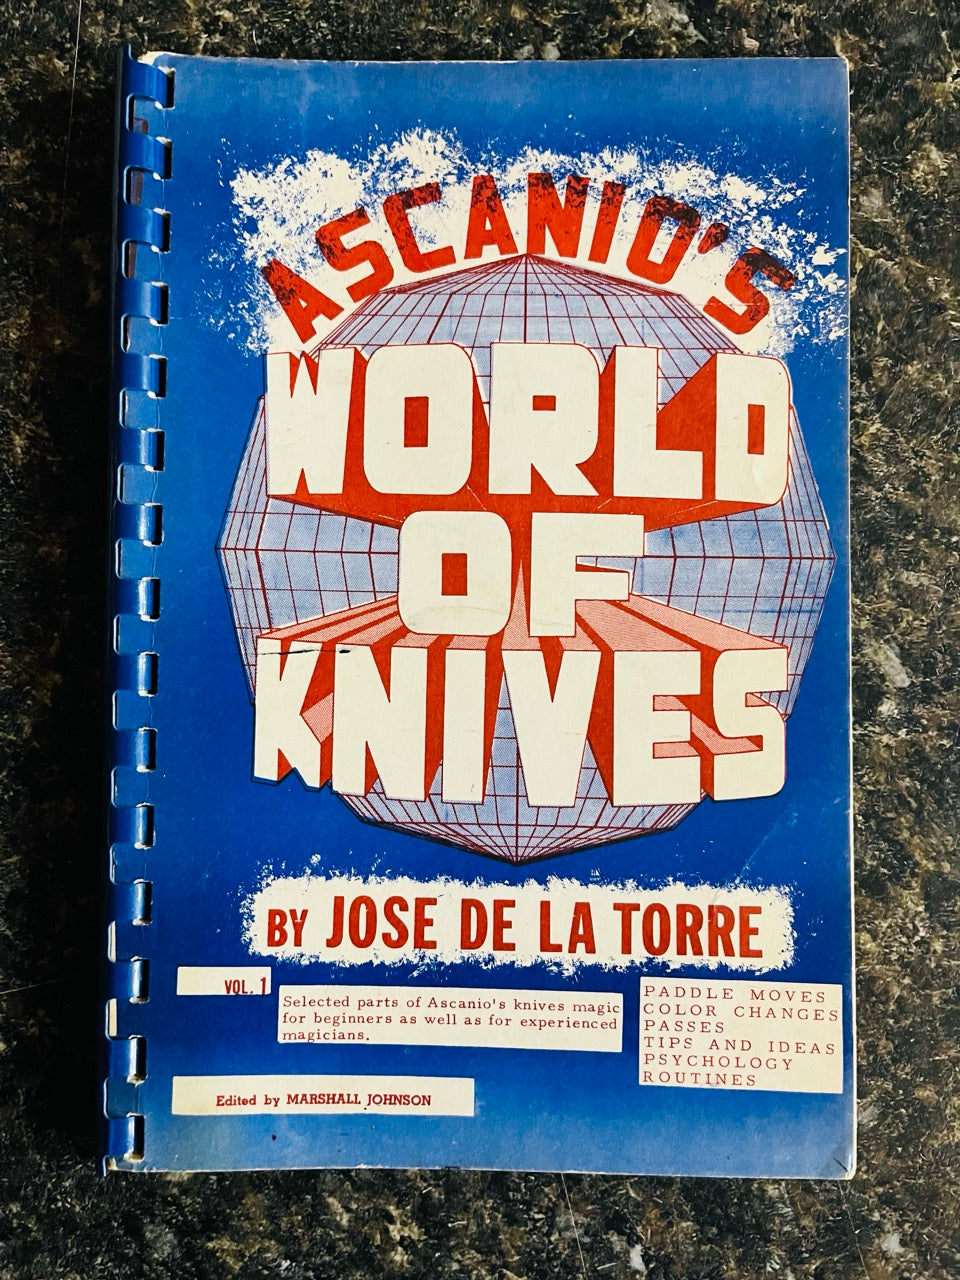 ASCANIO'S
WORLD
OF
KNIVES
BY JOSE DE LA TORRE
VOL. 1
Selected parts of Ascanio's knives magic
for beginners as well as for experienced
magicians.
PADDLE MOVES
COLOR CHANGES
PASSES
TIPS AND IDEAS
PSYCHOLOGY
ROUTINES
Edited by MARSHALL JOHNSON